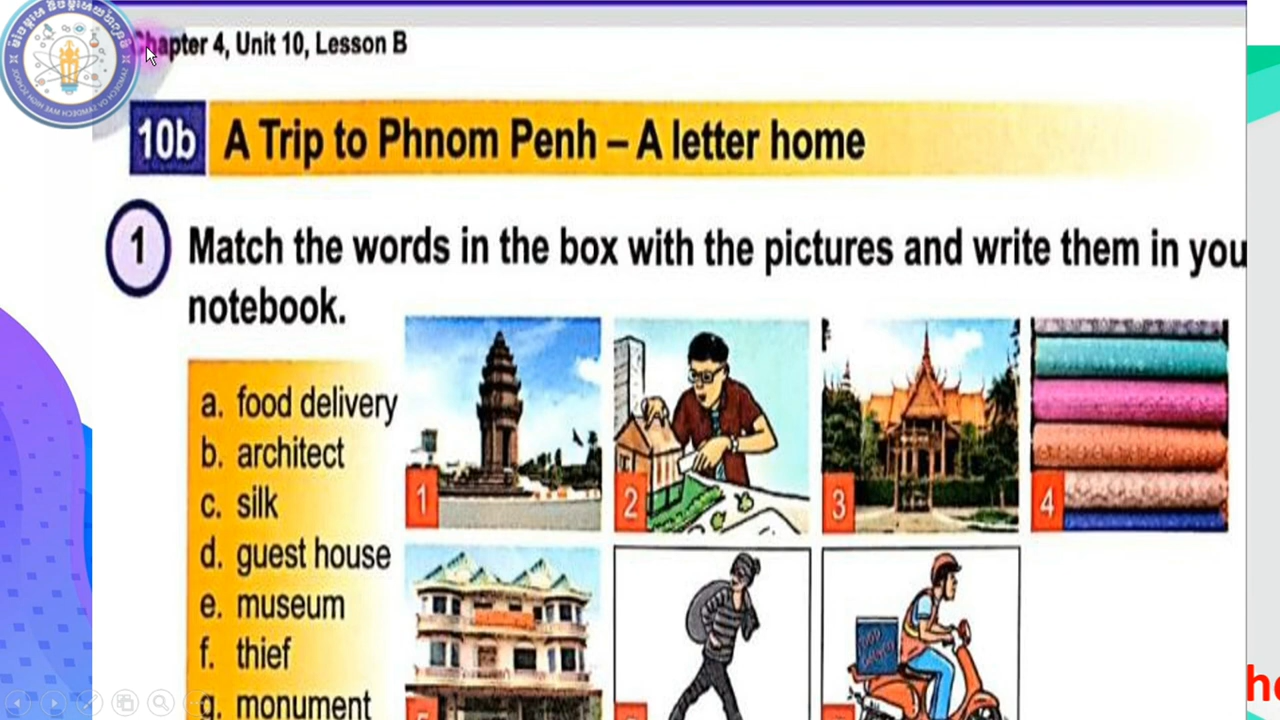 Chapter 4, Unit 10, Lesson B
10b A Trip to Phnom Penh – A letter home
1 Match the words in the box with the pictures and write them in you
notebook.
a. food delivery
b. architect
c. silk
d. guest house
e. museum
f. thief
g. monument
1
2
3
4
5